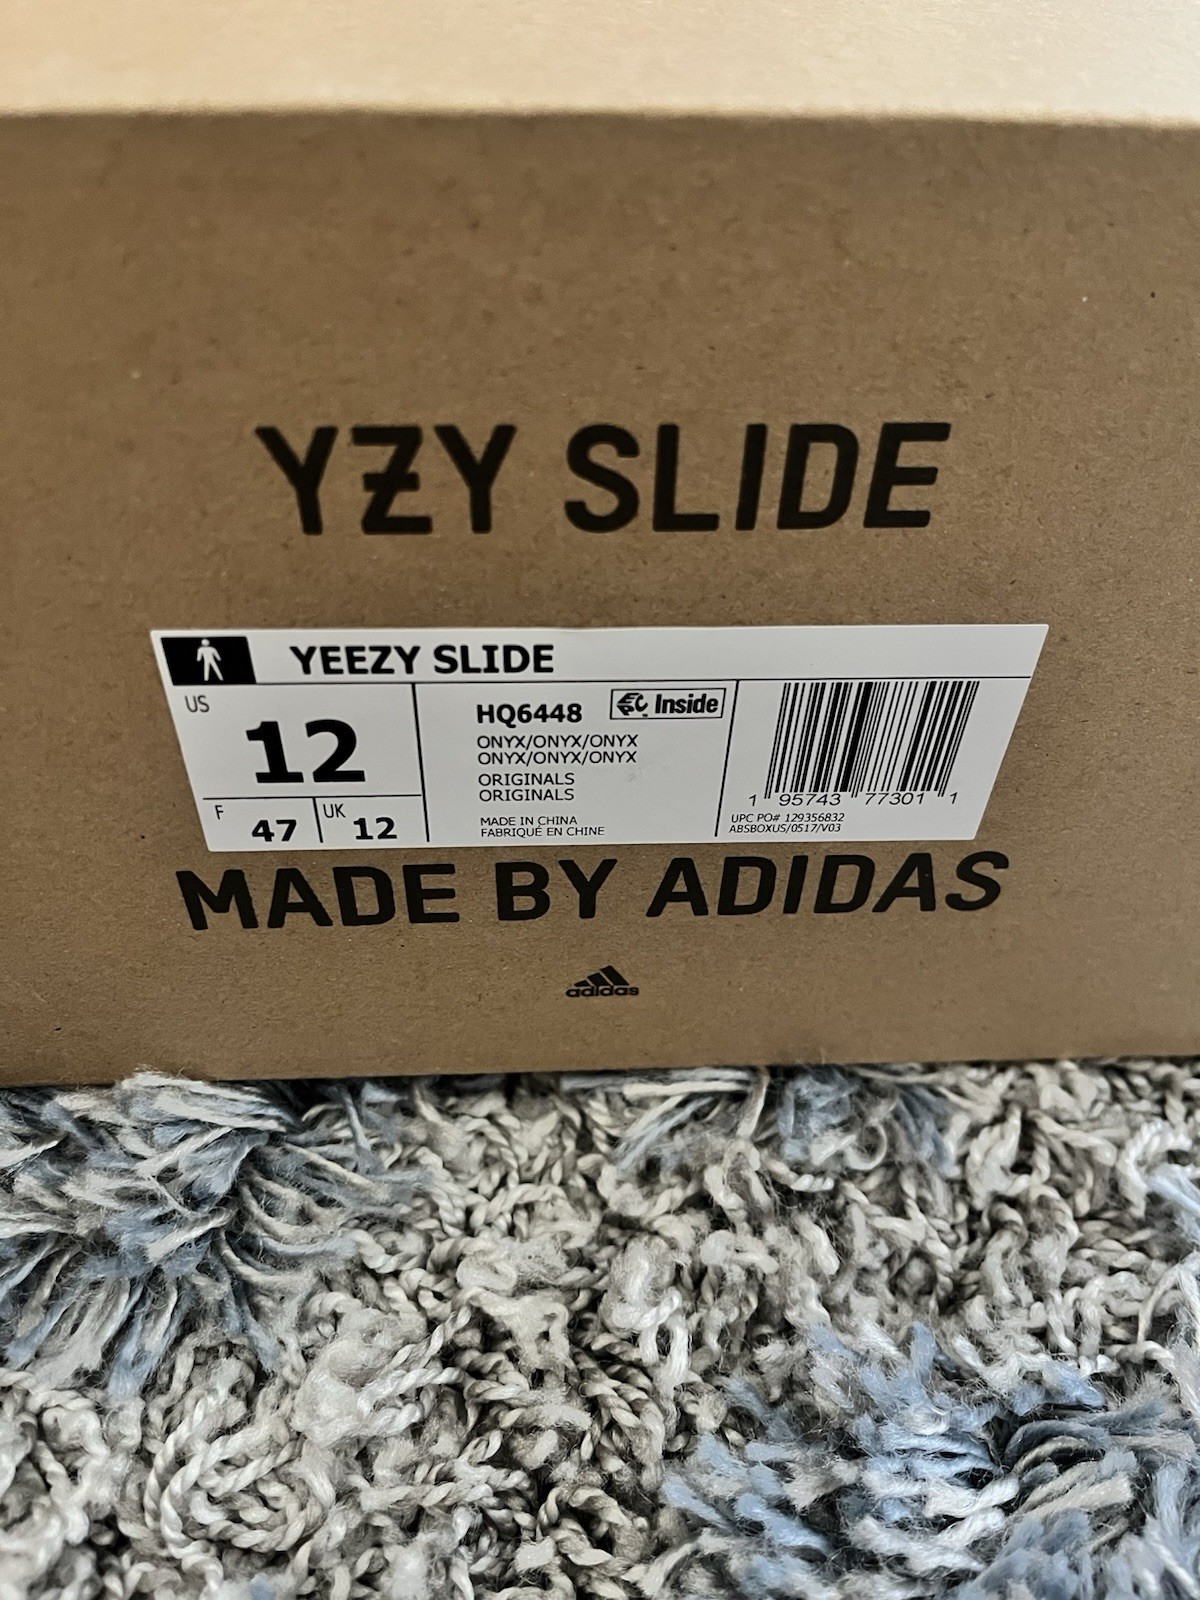 YZY SLIDE
YEEZY SLIDE
US
12
F
47
UK
12
HQ6448
EPC Inside
ONYX/ONYX/ONYX
ONYX/ONYX/ONYX
ORIGINALS
ORIGINALS
MADE IN CHINA
FABRIQUÉ EN CHINE
1 95743 77301 1
UPC PO# 129356832
ABSBOXUS/0517/V03
MADE BY ADIDAS
adidas